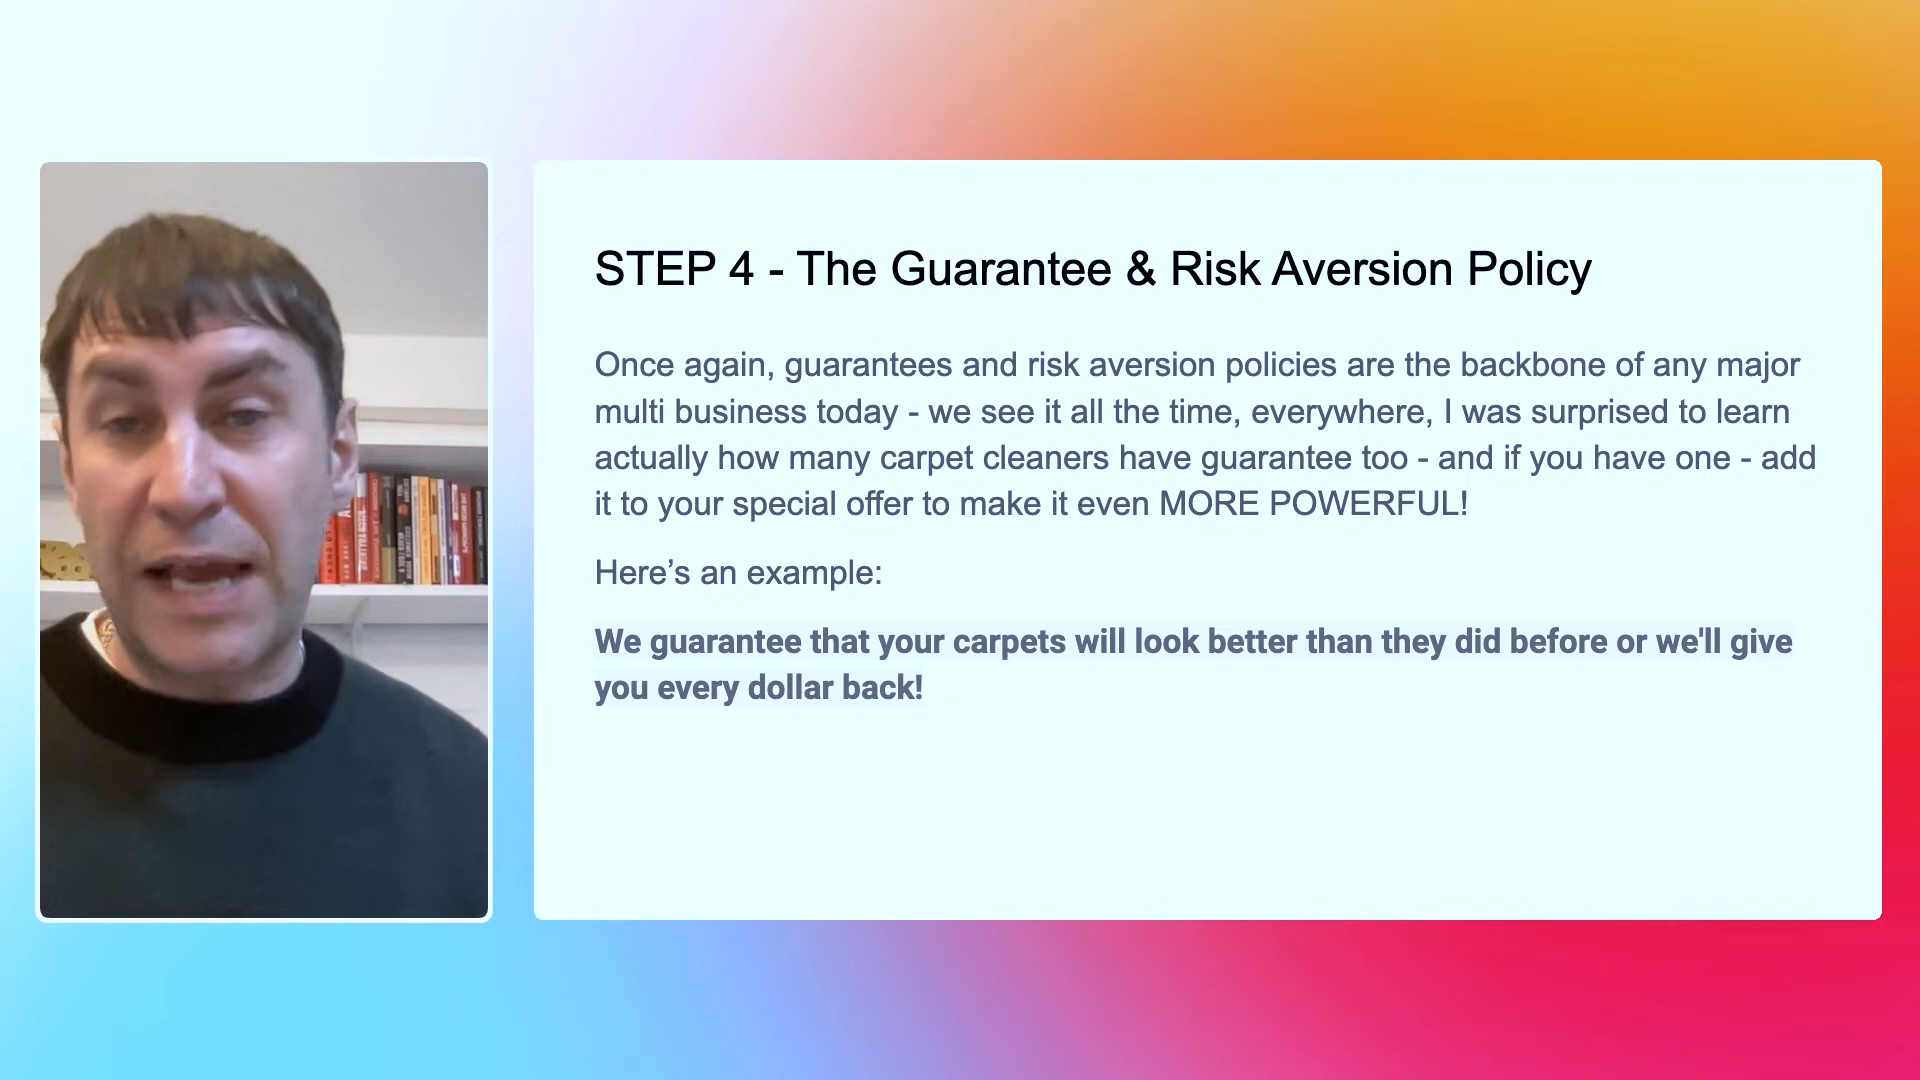 STEP 4 - The Guarantee & Risk Aversion Policy
Once again, guarantees and risk aversion policies are the backbone of any major
multi business today - we see it all the time, everywhere, I was surprised to learn
actually how many carpet cleaners have guarantee too - and if you have one - add
it to your special offer to make it even MORE POWERFUL!
Here’s an example:
We guarantee that your carpets will look better than they did before or we'll give
you every dollar back!